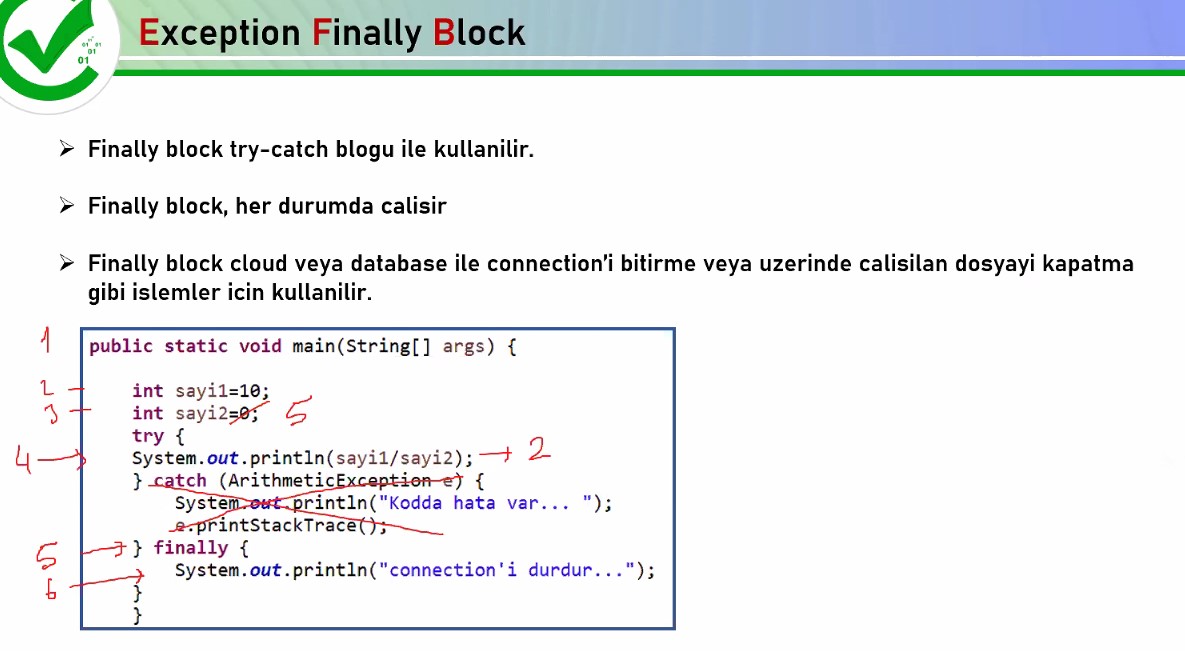 Exception Finally Block
01 01
01
01
➢ Finally block try-catch blogu ile kullanilir.
➢ Finally block, her durumda calisir
➢ Finally block cloud veya database ile connection'i bitirme veya uzerinde calisilan dosyayi kapatma
gibi islemler icin kullanilir.
1 public static void main(String[] args) {
2 int sayi1=10;
3 int sayi2=0; 5
try {
4 System.out.println(sayi1/sayi2); 2
} catch (ArithmeticException e) {
System.out.println("Kodda hata var... ");
e.printStackTrace();
5 } finally {
6 System.out.println("connection'i durdur...");
}
}